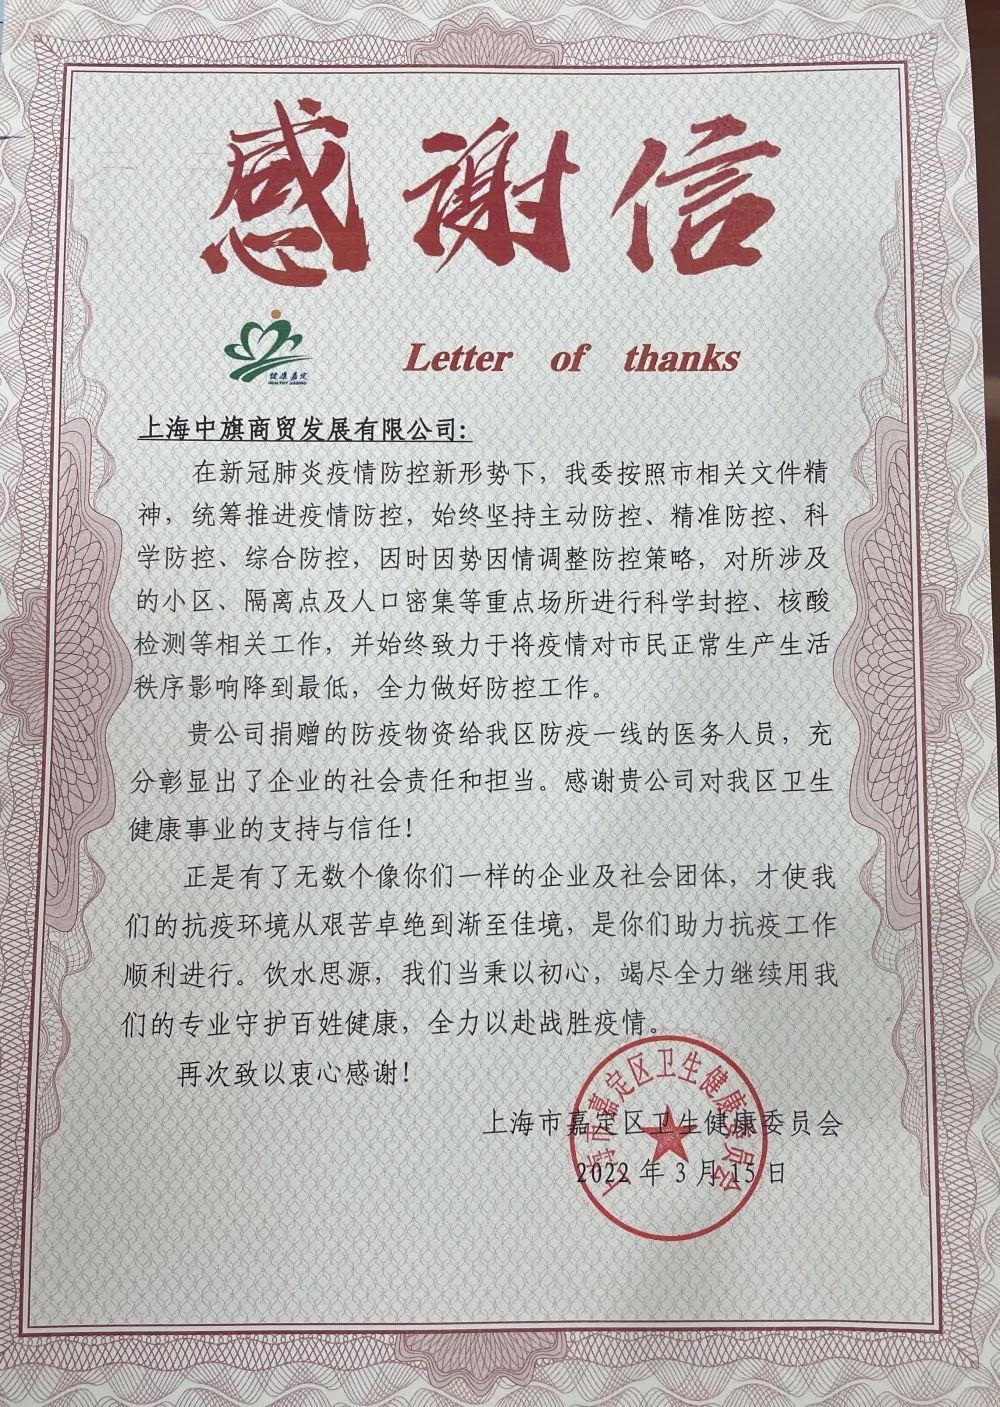 感谢信
健康嘉定
HEALTHY JIADING
Letter of thanks
上海中旗商贸发展有限公司:
在新冠肺炎疫情防控新形势下，我委按照市相关文件精
神，统筹推进疫情防控，始终坚持主动防控、精准防控、科
学防控、综合防控，因时因势因情调整防控策略，对所涉及
的小区、隔离点及人口密集等重点场所进行科学封控、核酸
检测等相关工作，并始终致力于将疫情对市民正常生产生活
秩序影响降到最低，全力做好防控工作。
贵公司捐赠的防疫物资给我区防疫一线的医务人员，充
分彰显出了企业的社会责任和担当。感谢贵公司对我区卫生
健康事业的支持与信任！
正是有了无数个像你们一样的企业及社会团体，才使我
们的抗疫环境从艰苦卓绝到渐至佳境，是你们助力抗疫工作
顺利进行。饮水思源，我们当秉以初心，竭尽全力继续用我
们的专业守护百姓健康，全力以赴战胜疫情。
再次致以衷心感谢！
上海市嘉定区卫生健康委员会
2022年3月15日
上海市嘉定区卫生健康委员会